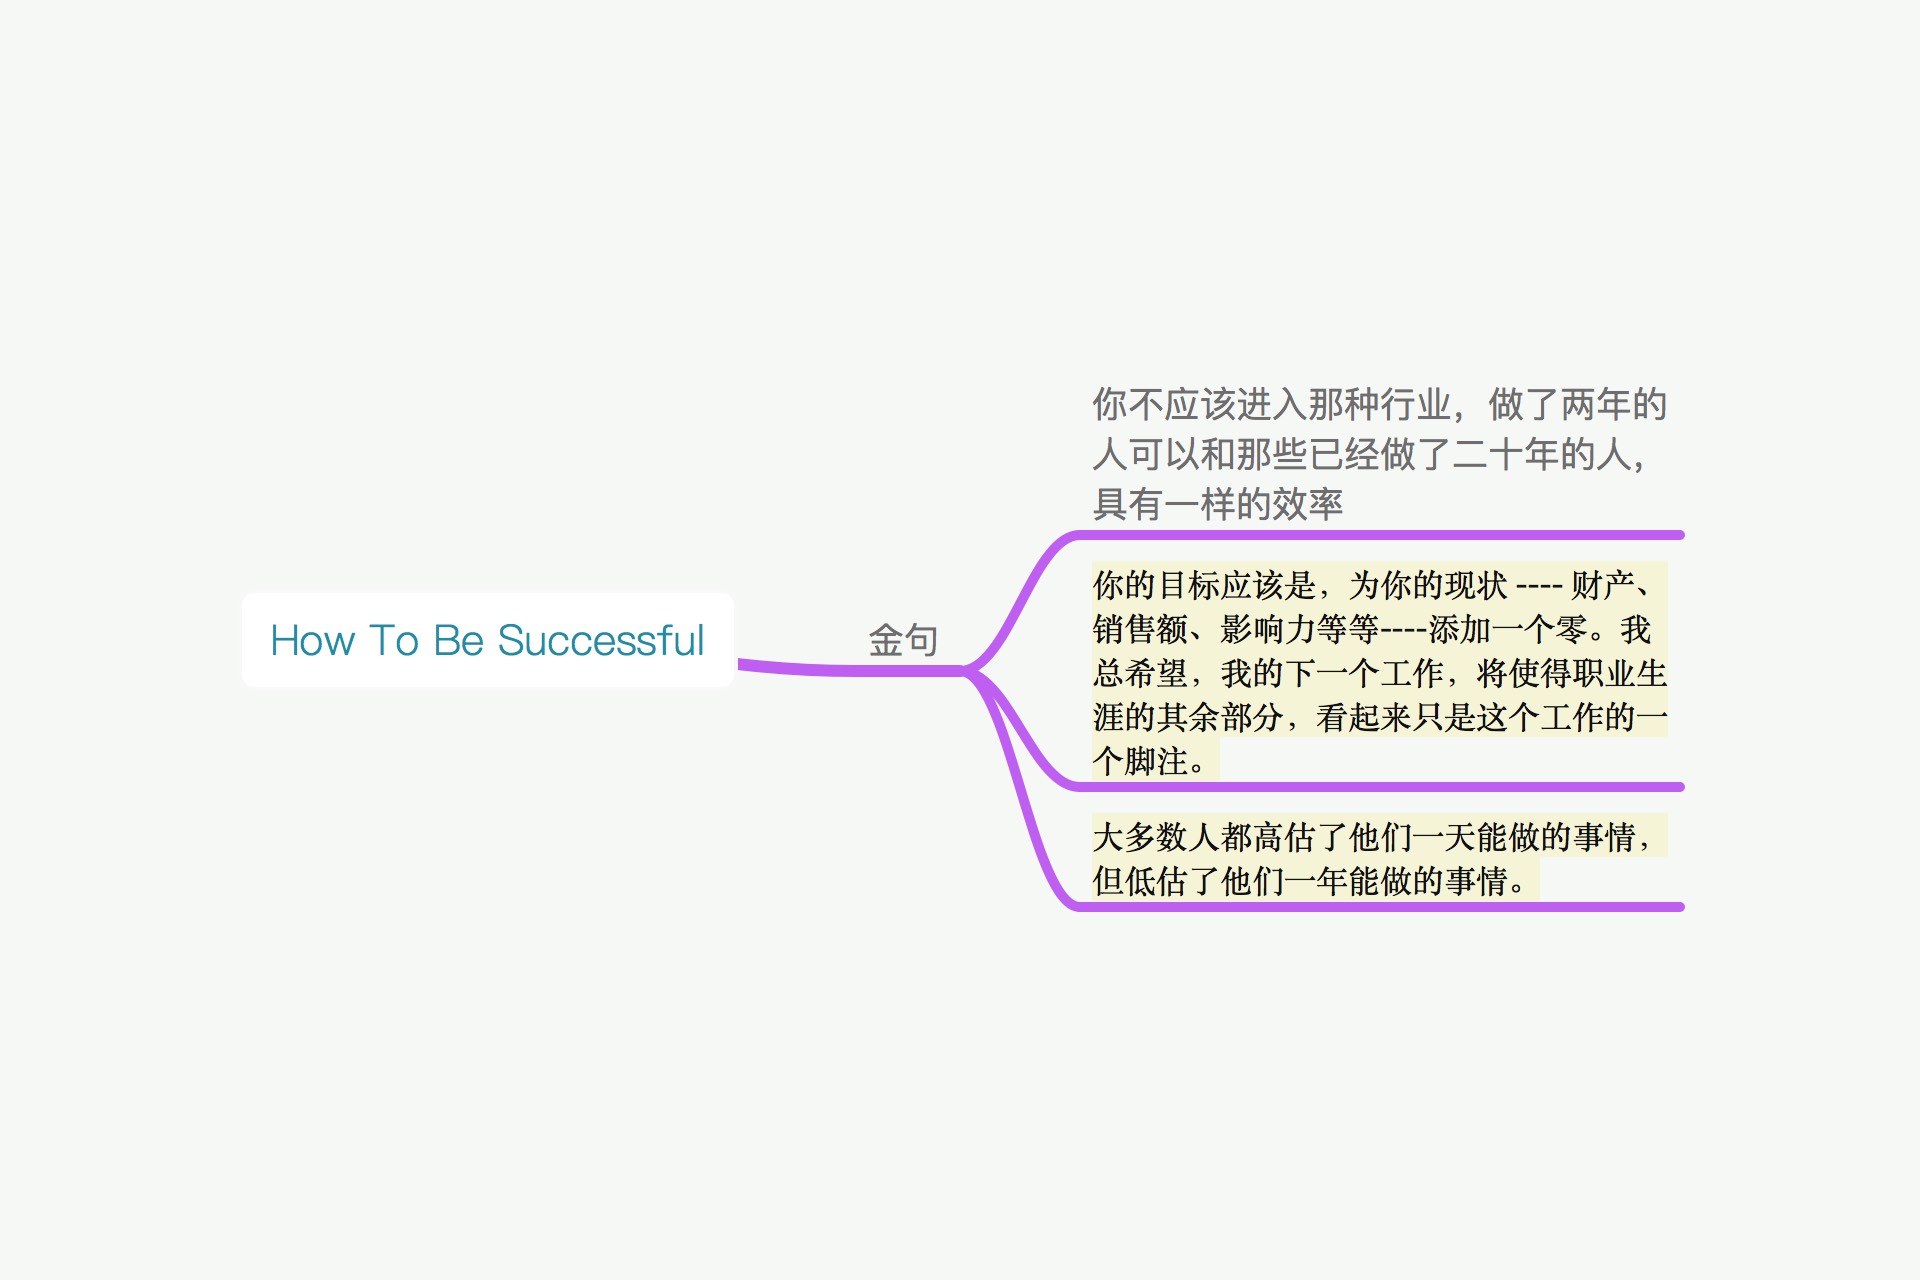 How To Be Successful
金句
你不应该进入那种行业，做了两年的
人可以和那些已经做了二十年的人，
具有一样的效率
你的目标应该是，为你的现状 ---- 财产、
销售额、影响力等等----添加一个零。我
总希望，我的下一个工作，将使得职业生
涯的其余部分，看起来只是这个工作的一
个脚注。
大多数人都高估了他们一天能做的事情，
但低估了他们一年能做的事情。